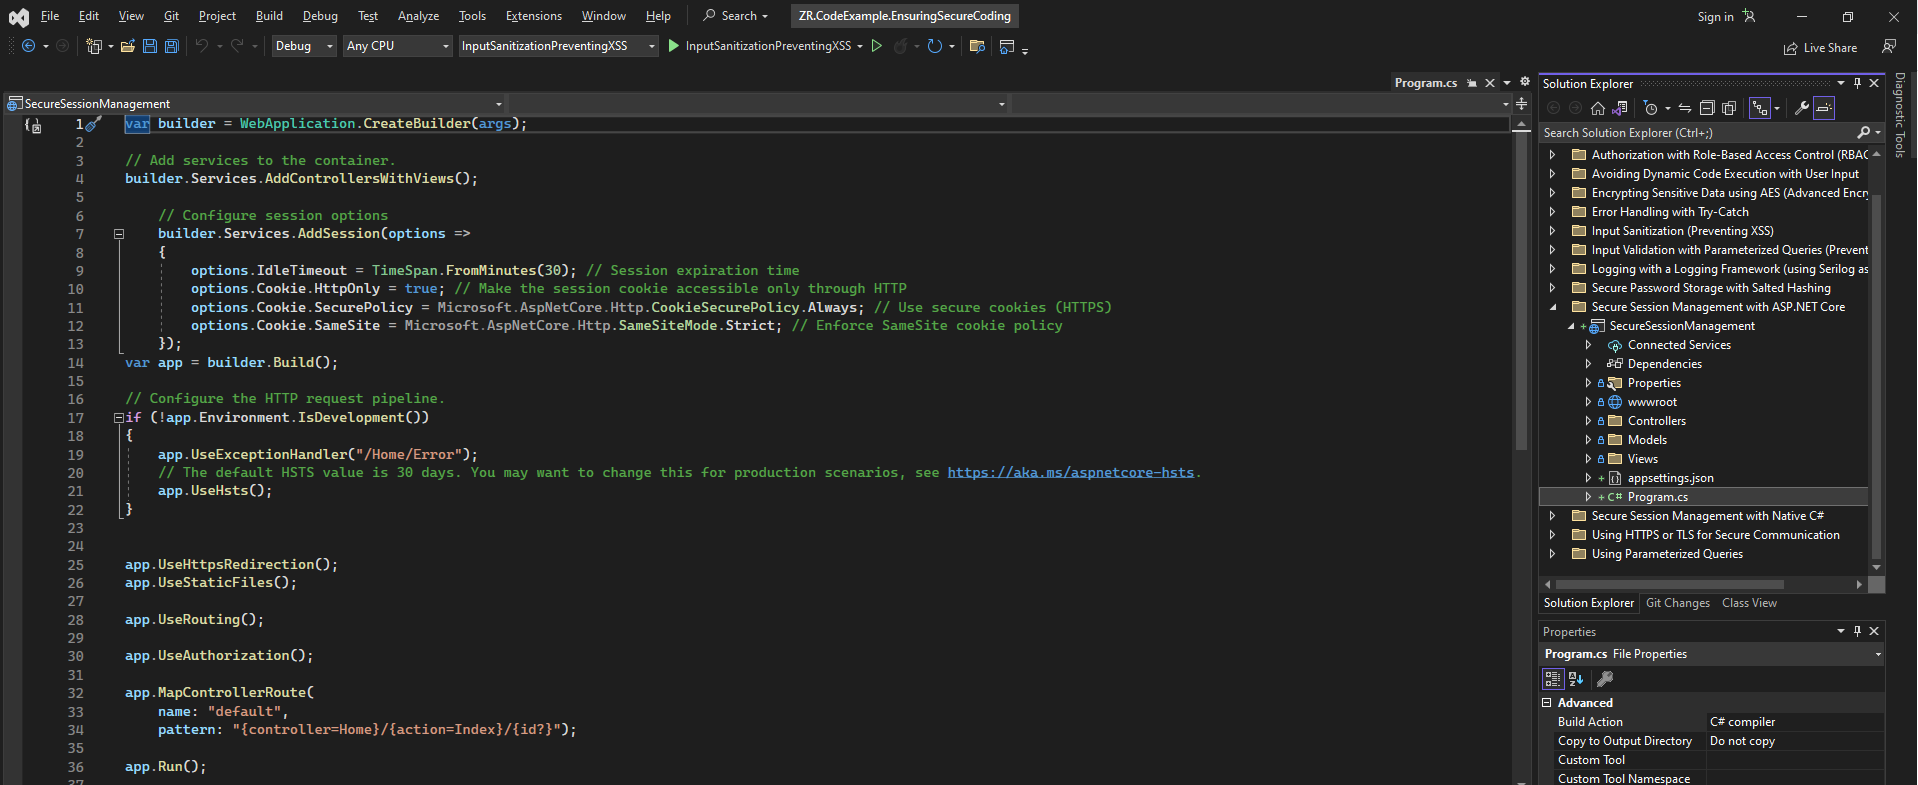 File Edit View Git Project Build Debug Test Analyze Tools Extensions Window Help Search ZR.CodeExample.EnsuringSecureCoding Sign in
Debug Any CPU InputSanitizationPreventingXSS InputSanitizationPreventingXSS Live Share
Program.cs
SecureSessionManagement
1 var builder = WebApplication.CreateBuilder(args);
2
3 // Add services to the container.
4 builder.Services.AddControllersWithViews();
5
6 // Configure session options
7 builder.Services.AddSession(options =>
8 {
9 options.IdleTimeout = TimeSpan.FromMinutes(30); // Session expiration time
10 options.Cookie.HttpOnly = true; // Make the session cookie accessible only through HTTP
11 options.Cookie.SecurePolicy = Microsoft.AspNetCore.Http.CookieSecurePolicy.Always; // Use secure cookies (HTTPS)
12 options.Cookie.SameSite = Microsoft.AspNetCore.Http.SameSiteMode.Strict; // Enforce SameSite cookie policy
13 });
14 var app = builder.Build();
15
16 // Configure the HTTP request pipeline.
17 if (!app.Environment.IsDevelopment())
18 {
19 app.UseExceptionHandler("/Home/Error");
20 // The default HSTS value is 30 days. You may want to change this for production scenarios, see https://aka.ms/aspnetcore-hsts.
21 app.UseHsts();
22 }
23
24
25 app.UseHttpsRedirection();
26 app.UseStaticFiles();
27
28 app.UseRouting();
29
30 app.UseAuthorization();
31
32 app.MapControllerRoute(
33 name: "default",
34 pattern: "{controller=Home}/{action=Index}/{id?}");
35
36 app.Run();
37
Solution Explorer
Search Solution Explorer (Ctrl+;)
Authorization with Role-Based Access Control (RBAC
Avoiding Dynamic Code Execution with User Input
Encrypting Sensitive Data using AES (Advanced Encry
Error Handling with Try-Catch
Input Sanitization (Preventing XSS)
Input Validation with Parameterized Queries (Prevent
Logging with a Logging Framework (using Serilog as
Secure Password Storage with Salted Hashing
Secure Session Management with ASP.NET Core
SecureSessionManagement
Connected Services
Dependencies
Properties
wwwroot
Controllers
Models
Views
appsettings.json
C# Program.cs
Secure Session Management with Native C#
Using HTTPS or TLS for Secure Communication
Using Parameterized Queries
Solution Explorer Git Changes Class View
Properties
Program.cs File Properties
Advanced
Build Action C# compiler
Copy to Output Directory Do not copy
Custom Tool
Custom Tool Namespace
Diagnostic Tools